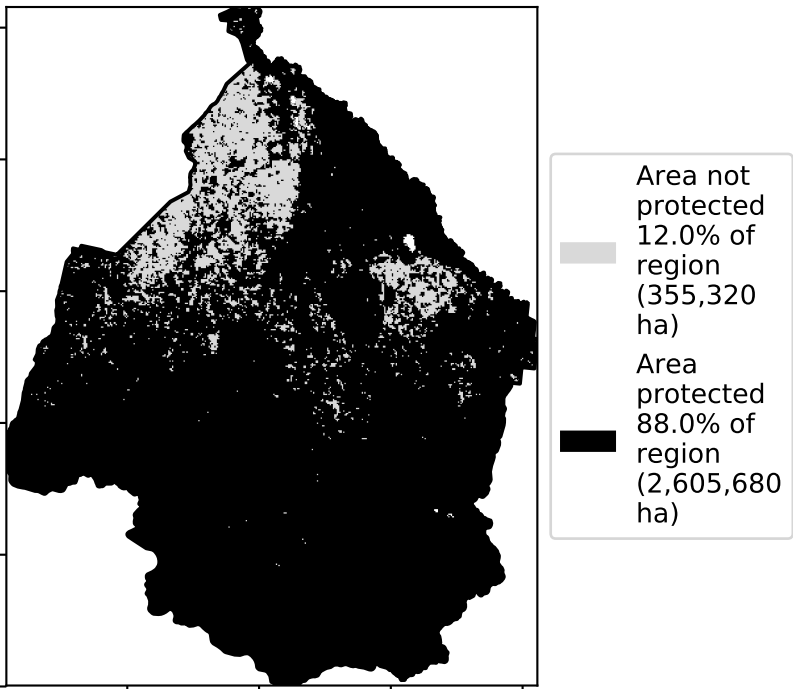 Area not
protected
12.0% of
region
(355,320
ha)
Area
protected
88.0% of
region
(2,605,680
ha)